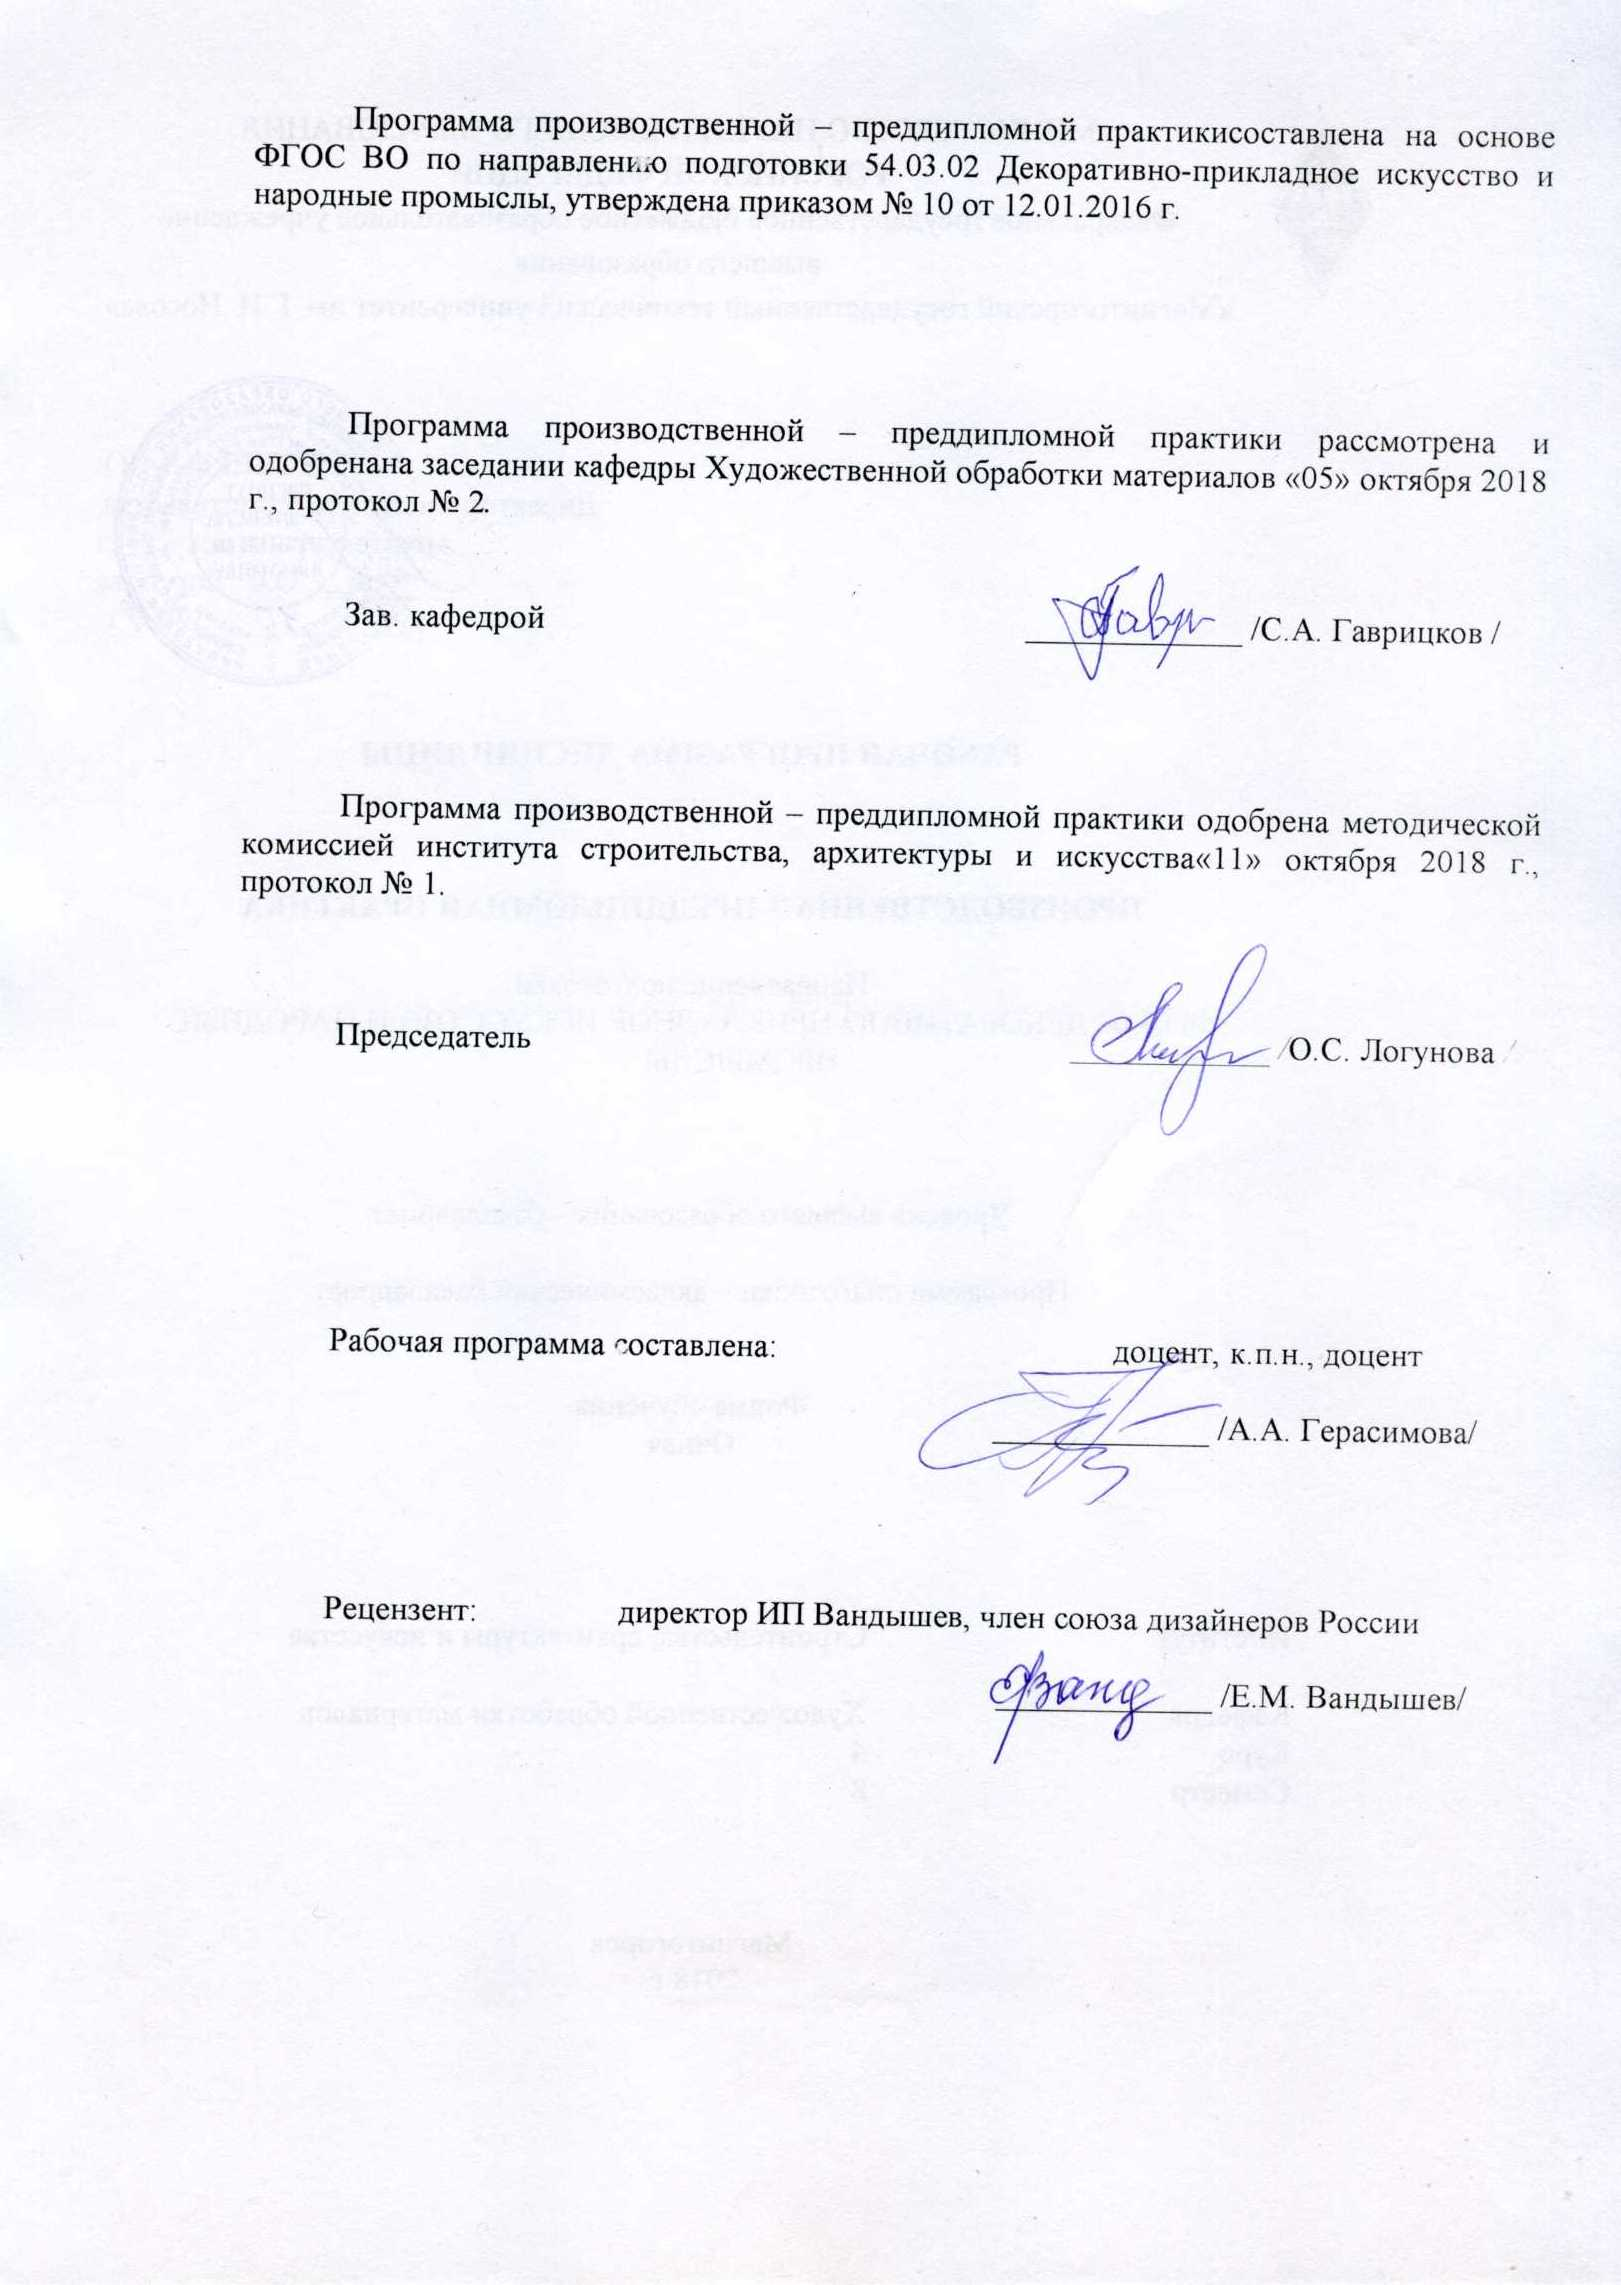 Программа производственной – преддипломной практикисоставлена на основе
ФГОС ВО по направлению подготовки 54.03.02 Декоративно-прикладное искусство и
народные промыслы, утверждена приказом № 10 от 12.01.2016 г.
Программа производственной – преддипломной практики рассмотрена и
одобренана заседании кафедры Художественной обработки материалов «05» октября 2018
г., протокол № 2.
Зав. кафедрой /С.А. Гаврицков /
Программа производственной – преддипломной практики одобрена методической
комиссией института строительства, архитектуры и искусства«11» октября 2018 г.,
протокол № 1.
Председатель /О.С. Логунова /
Рабочая программа составлена: доцент, к.п.н., доцент
/А.А. Герасимова/
Рецензент: директор ИП Вандышев, член союза дизайнеров России
/Е.М. Вандышев/